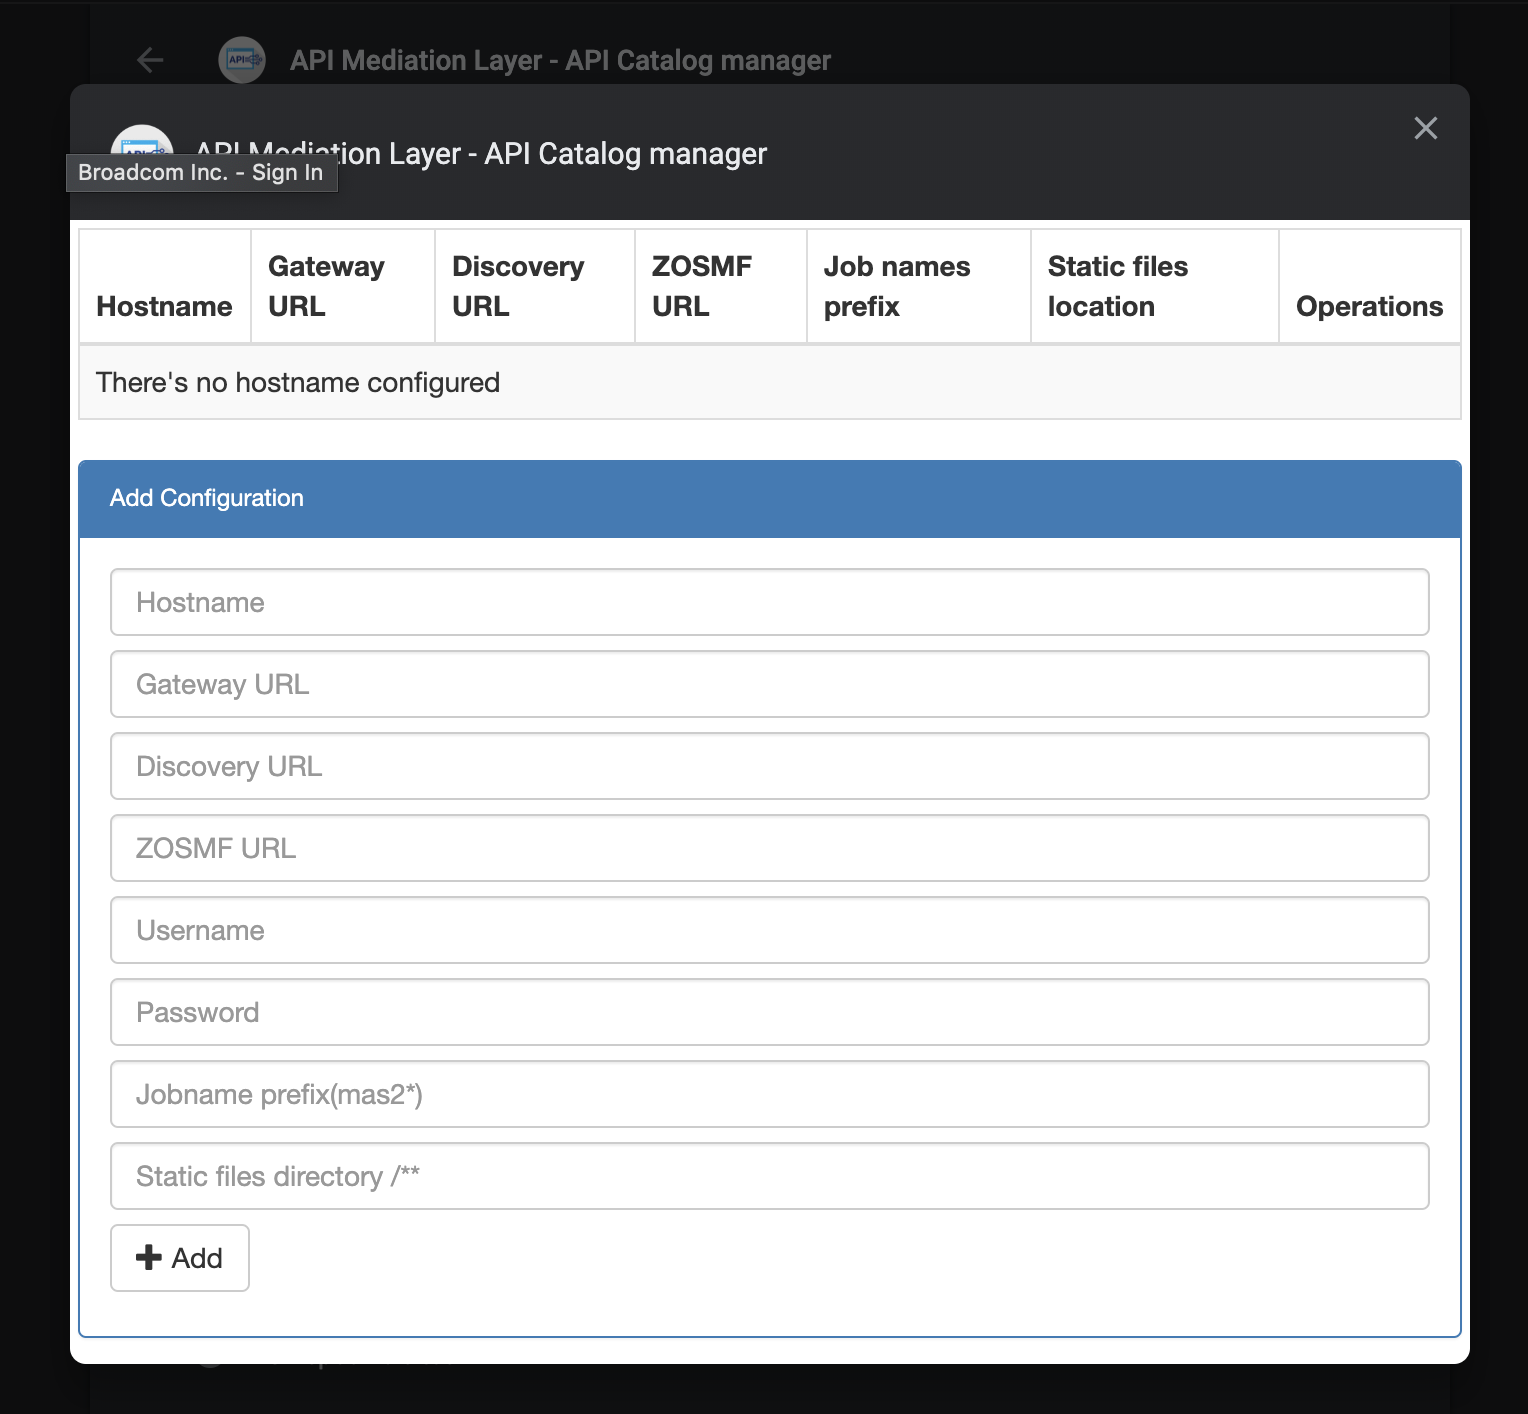 API Mediation Layer - API Catalog manager
API Mediation Layer - API Catalog manager
Broadcom Inc. - Sign In
Hostname
Gateway URL
Discovery URL
ZOSMF URL
Job names prefix
Static files location
Operations
There's no hostname configured
Add Configuration
Hostname
Gateway URL
Discovery URL
ZOSMF URL
Username
Password
Jobname prefix(mas2*)
Static files directory /**
Add